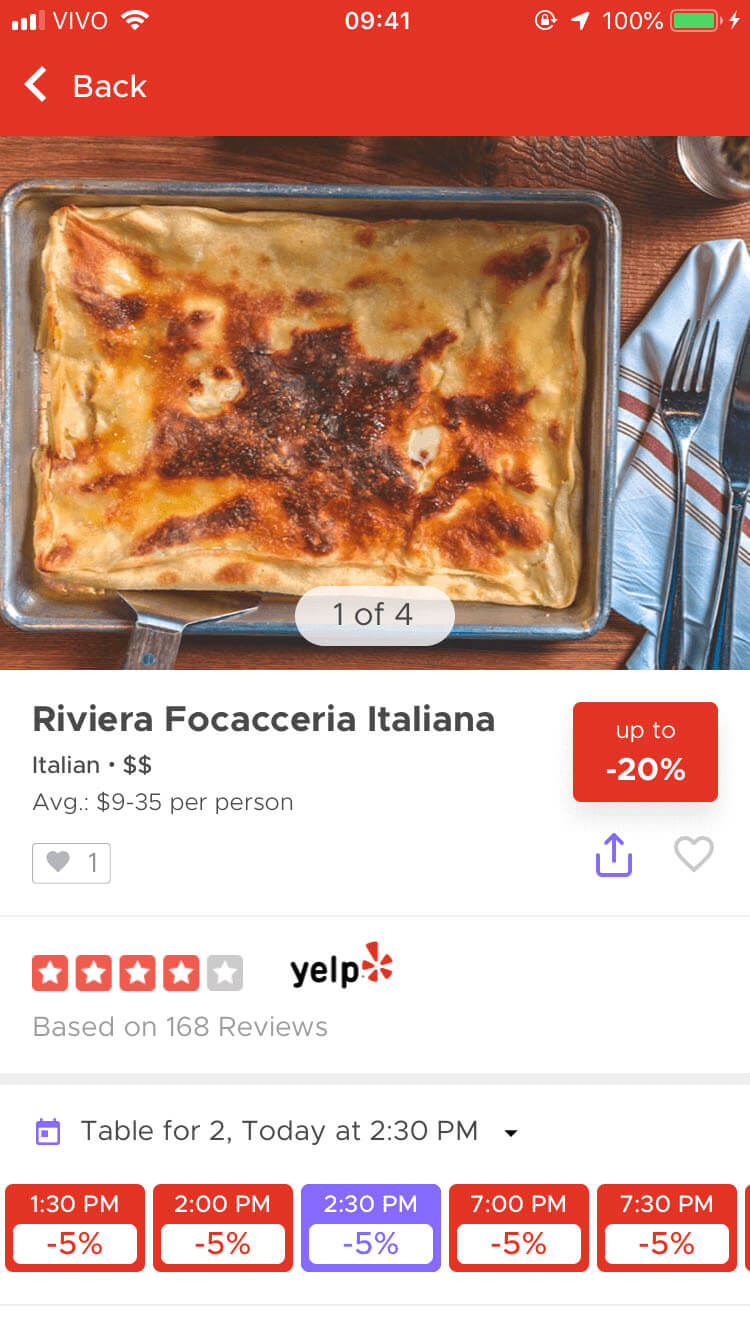 VIVO 09:41 100%
Back
1 of 4
Riviera Focacceria Italiana
up to
-20%
Italian • $$
Avg.: $9-35 per person
1
yelp
Based on 168 Reviews
Table for 2, Today at 2:30 PM
1:30 PM 2:00 PM 2:30 PM 7:00 PM 7:30 PM
-5% -5% -5% -5% -5%